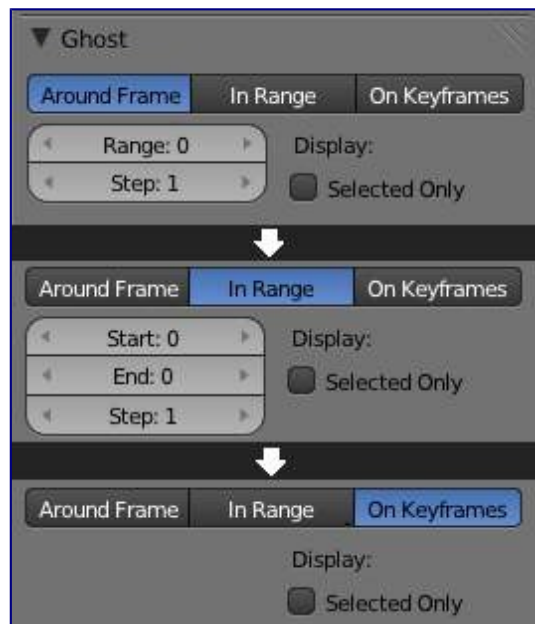 Ghost
Around Frame In Range On Keyframes
Range: 0 Display:
Step: 1 Selected Only
Around Frame In Range On Keyframes
Start: 0 Display:
End: 0 Selected Only
Step: 1
Around Frame In Range On Keyframes
Display:
Selected Only